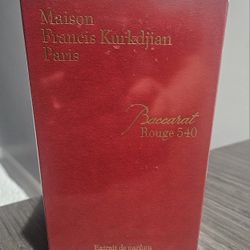 Maison
Francis Kurkdjian
Paris
Baccarat
Rouge 540
Extrait de parfum